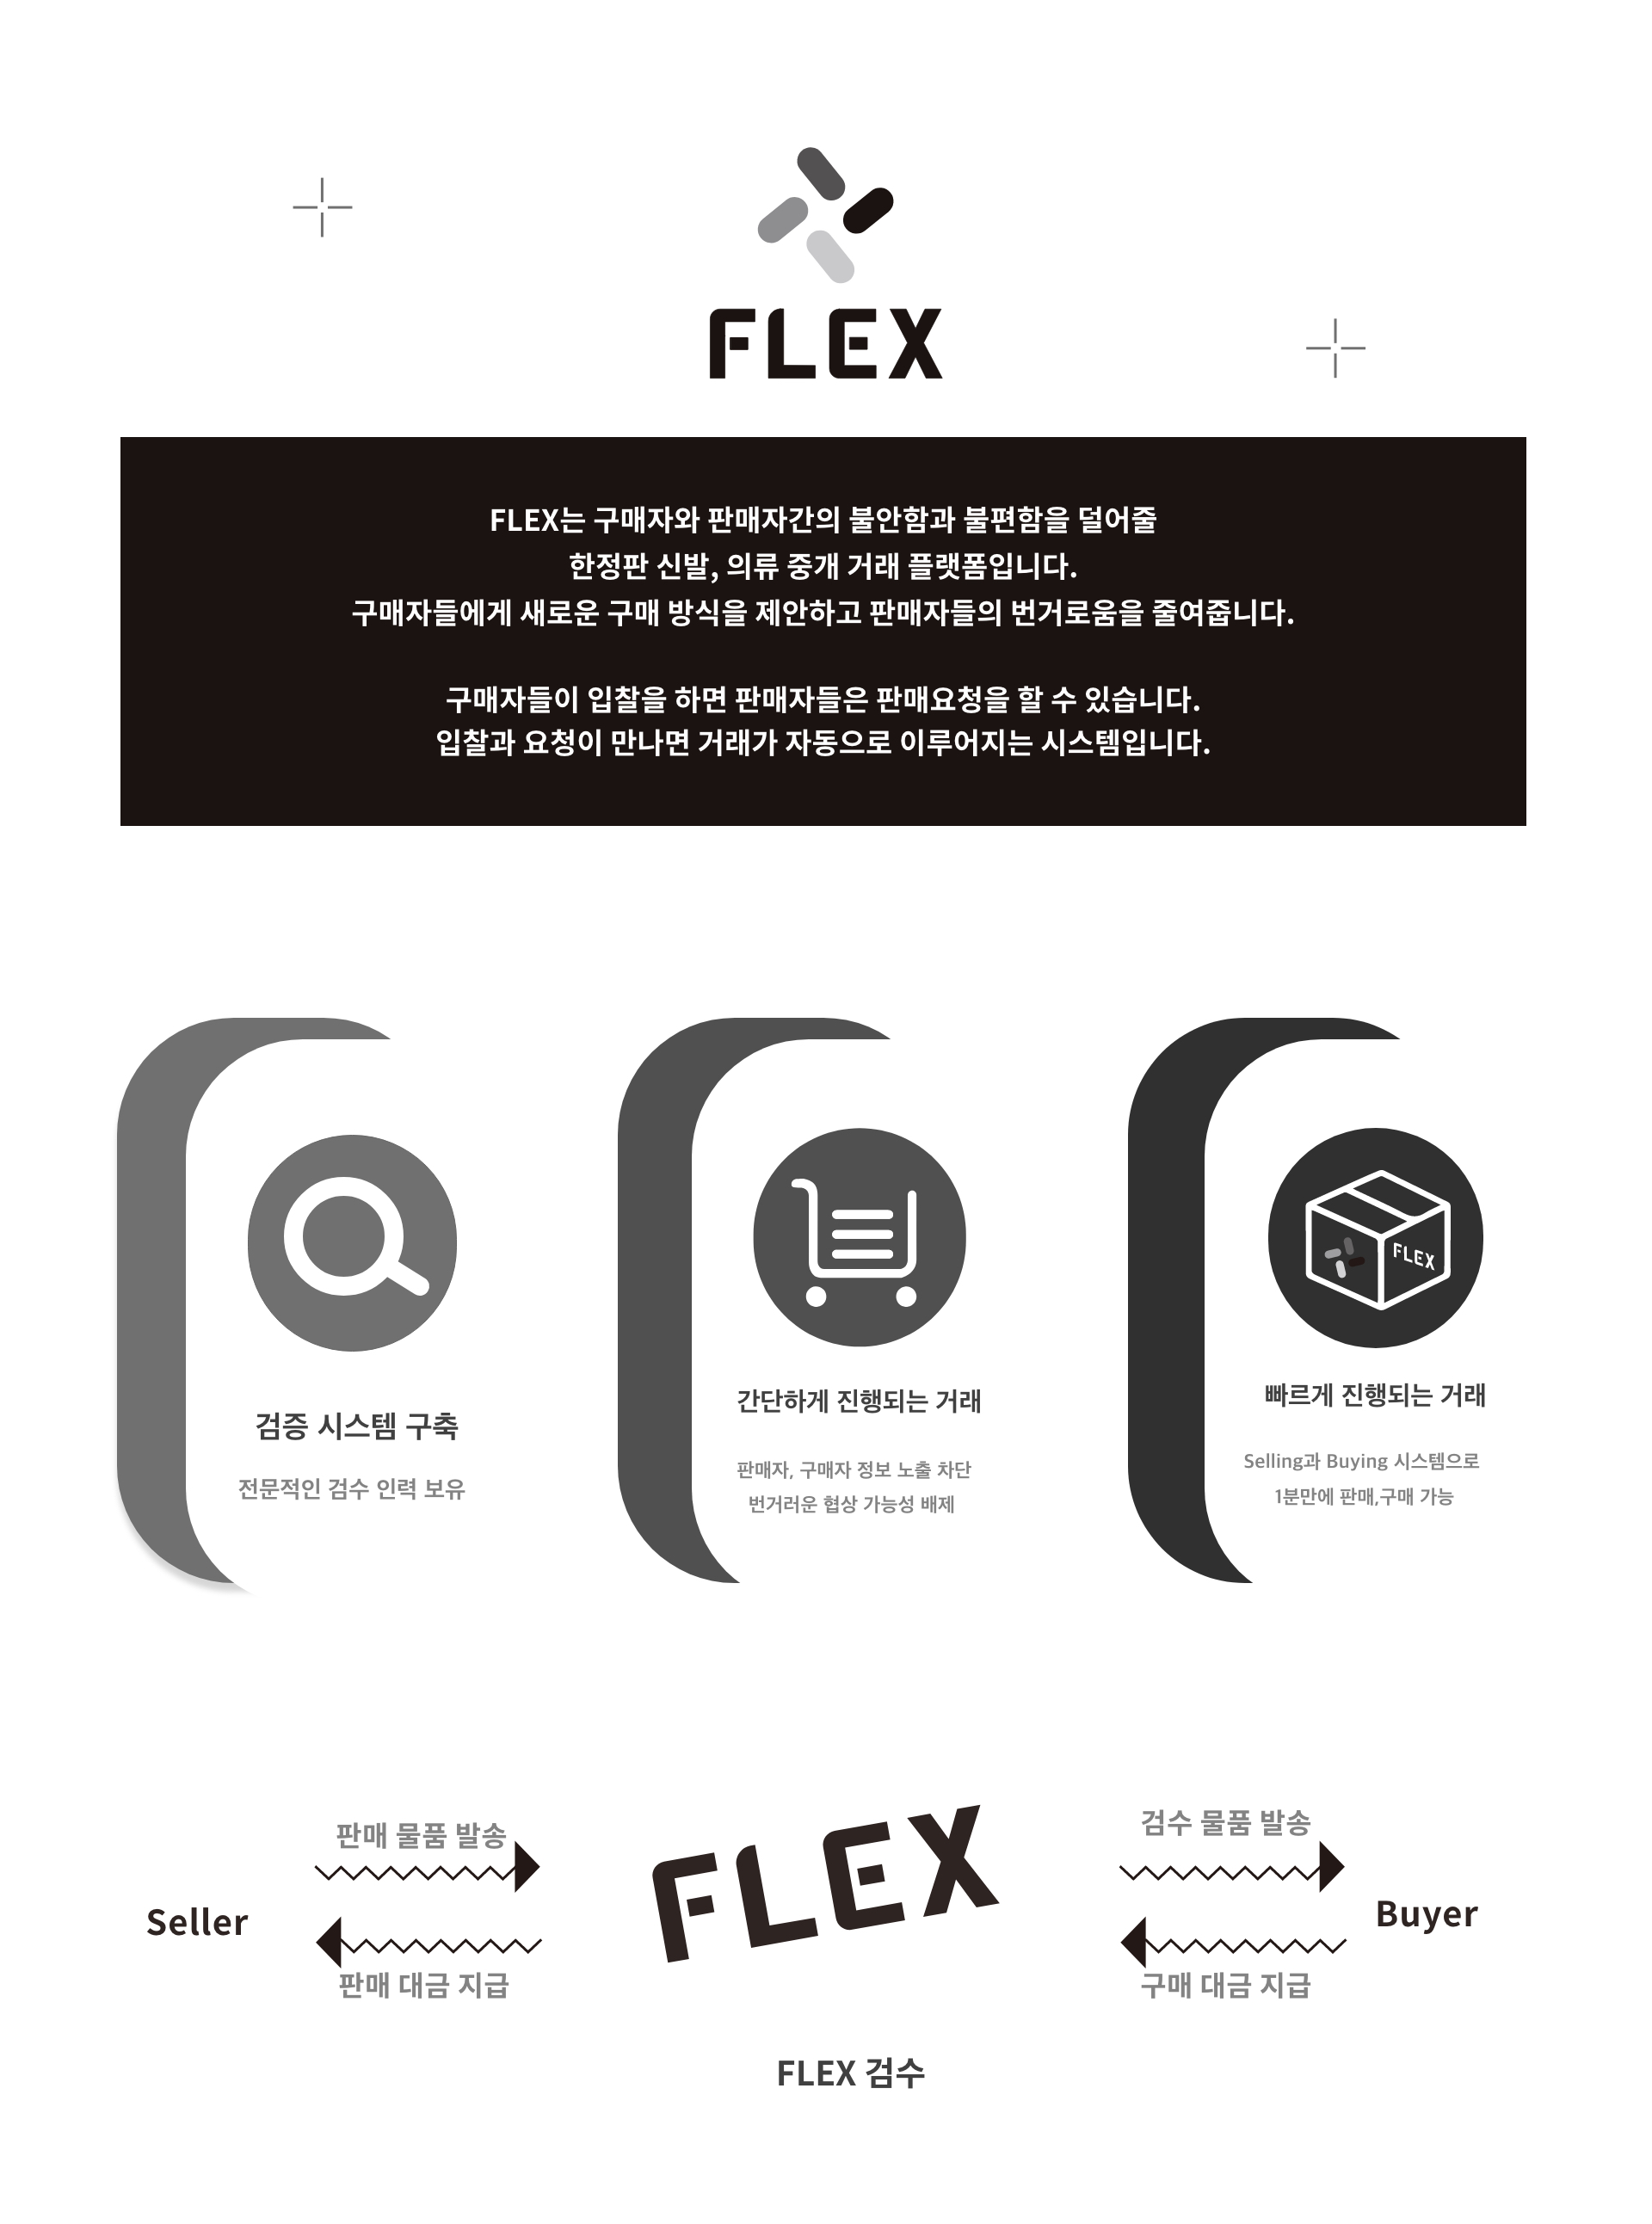 FLEX
FLEX는 구매자와 판매자간의 불안함과 불편함을 덜어줄
한정판 신발, 의류 중개 거래 플랫폼입니다.
구매자들에게 새로운 구매 방식을 제안하고 판매자들의 번거로움을 줄여줍니다.
구매자들이 입찰을 하면 판매자들은 판매요청을 할 수 있습니다.
입찰과 요청이 만나면 거래가 자동으로 이루어지는 시스템입니다.
검증 시스템 구축
전문적인 검수 인력 보유
간단하게 진행되는 거래
판매자, 구매자 정보 노출 차단
번거러운 협상 가능성 배제
FLEX
빠르게 진행되는 거래
Selling과 Buying 시스템으로
1분만에 판매,구매 가능
Seller
판매 물품 발송
판매 대금 지급
FLEX
FLEX 검수
검수 물품 발송
구매 대금 지급
Buyer